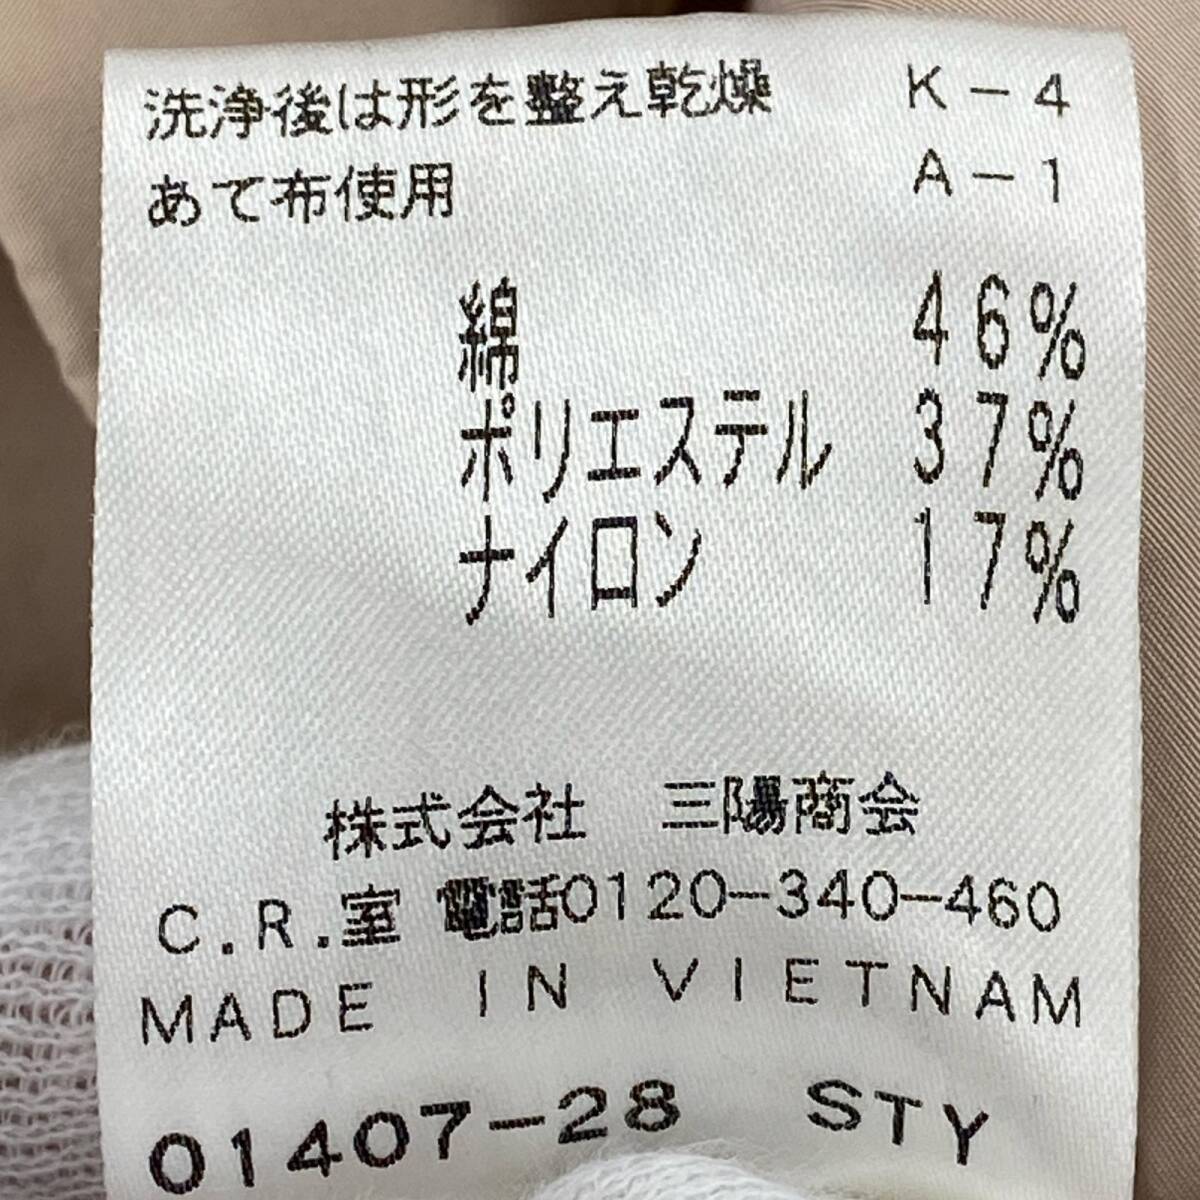 洗浄後は形を整え乾燥 K-4
あて布使用 A-1
綿 46%
ポリエステル 37%
ナイロン 17%
株式会社 三陽商会
C.R.室 電話0120-340-460
MADE IN VIETNAM
01407-28 STY